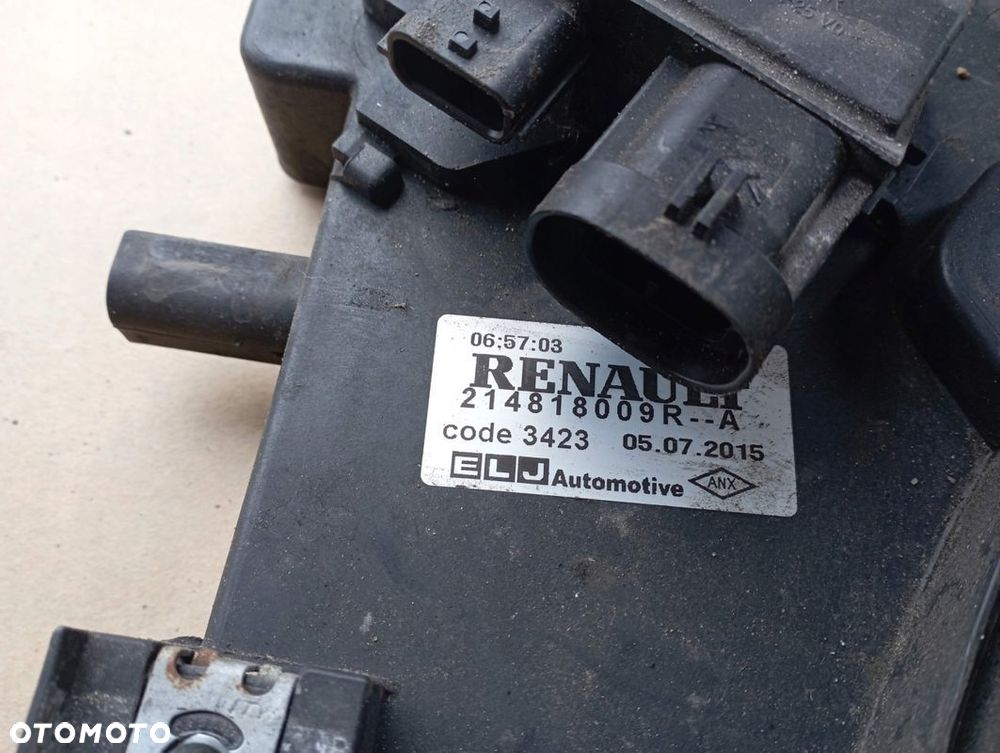 06:57:03
RENAULT
214818009R--A
code 3423 05.07.2015
ELJ Automotive ANX
OTOMOTO